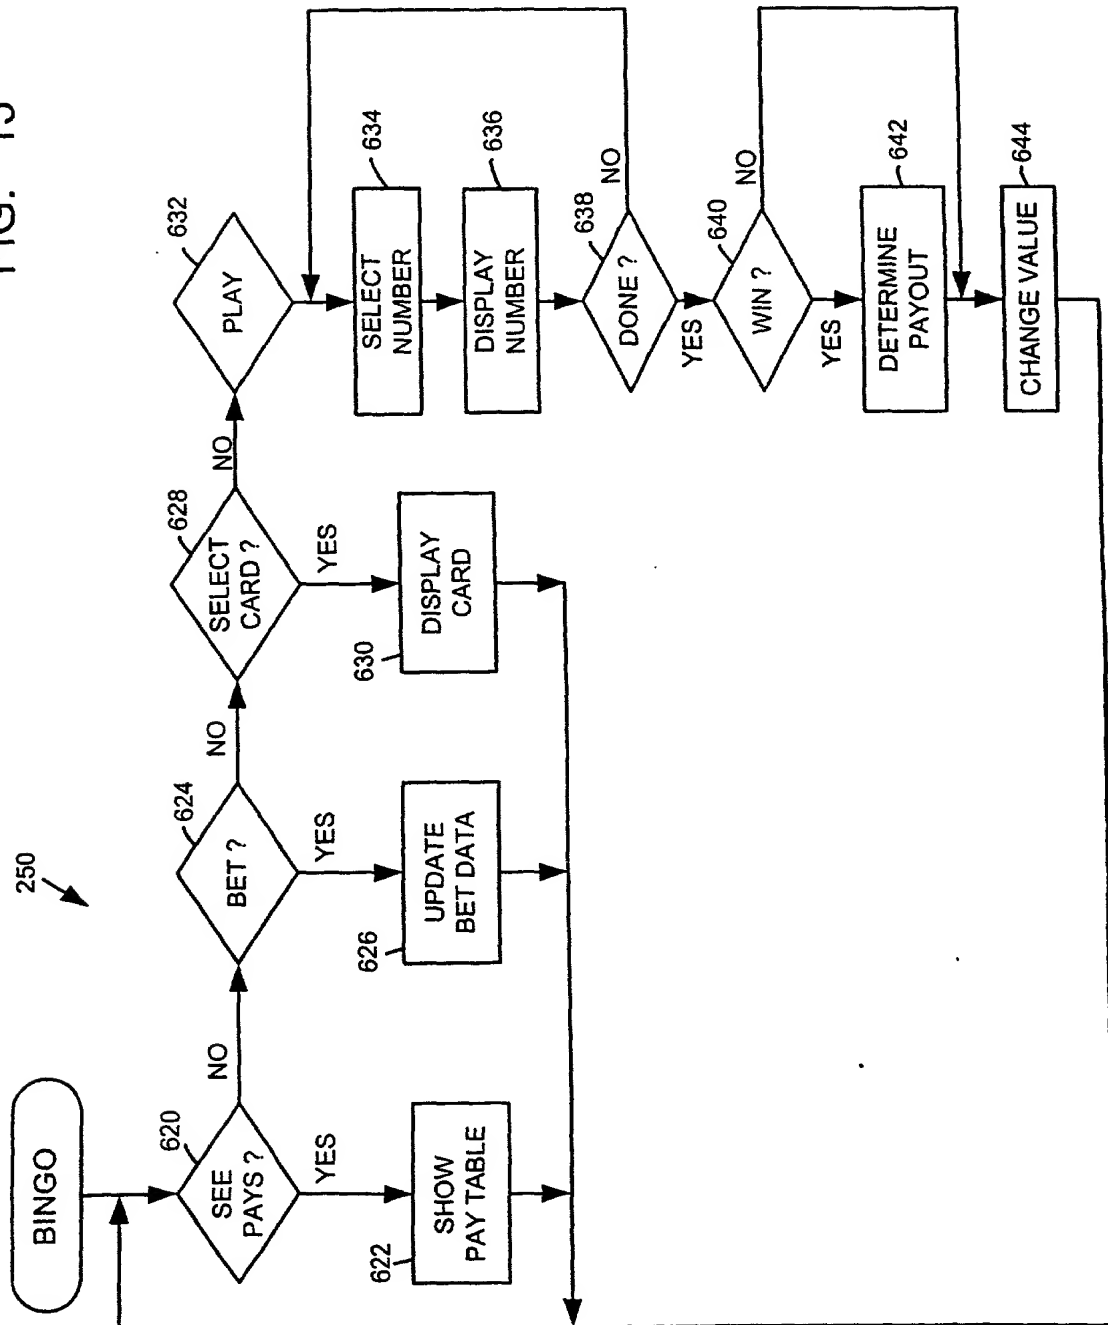 FIG. 15
250
BINGO
620
SEE
PAYS ?
NO
YES
622
SHOW
PAY TABLE
624
BET ?
NO
YES
626
UPDATE
BET DATA
628
SELECT
CARD ?
NO
YES
630
DISPLAY
CARD
632
PLAY
634
SELECT
NUMBER
636
DISPLAY
NUMBER
638
DONE ?
NO
YES
640
WIN ?
NO
YES
642
DETERMINE
PAYOUT
644
CHANGE VALUE